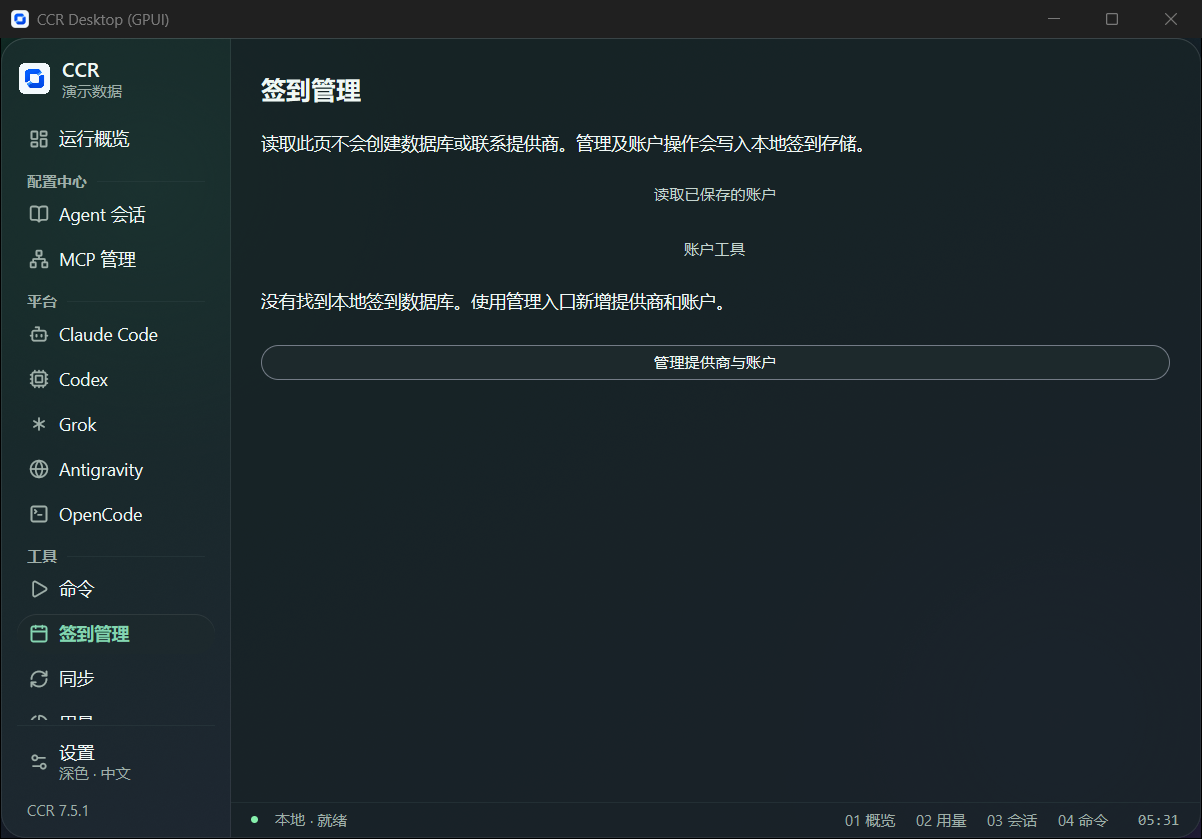 CCR Desktop (GPUI)
CCR
演示数据
运行概览
配置中心
Agent 会话
MCP 管理
平台
Claude Code
Codex
Grok
Antigravity
OpenCode
工具
命令
签到管理
同步
设置
深色 · 中文
CCR 7.5.1
签到管理
读取此页不会创建数据库或联系提供商。管理及账户操作会写入本地签到存储。
读取已保存的账户
账户工具
没有找到本地签到数据库。使用管理入口新增提供商和账户。
管理提供商与账户
本地 · 就绪
01 概览 02 用量 03 会话 04 命令 05:31